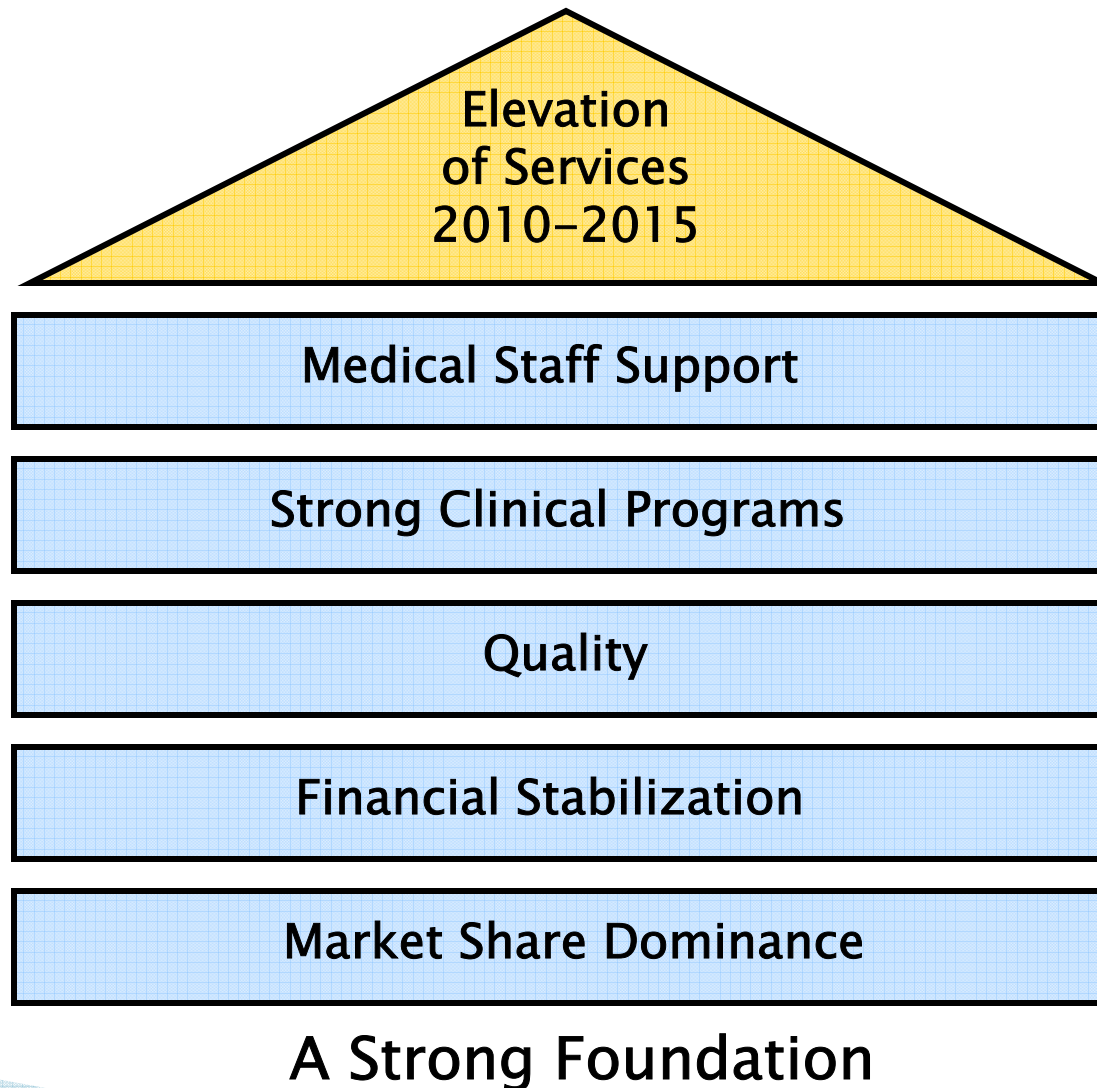 Elevation
of Services
2010–2015
Medical Staff Support
Strong Clinical Programs
Quality
Financial Stabilization
Market Share Dominance
A Strong Foundation